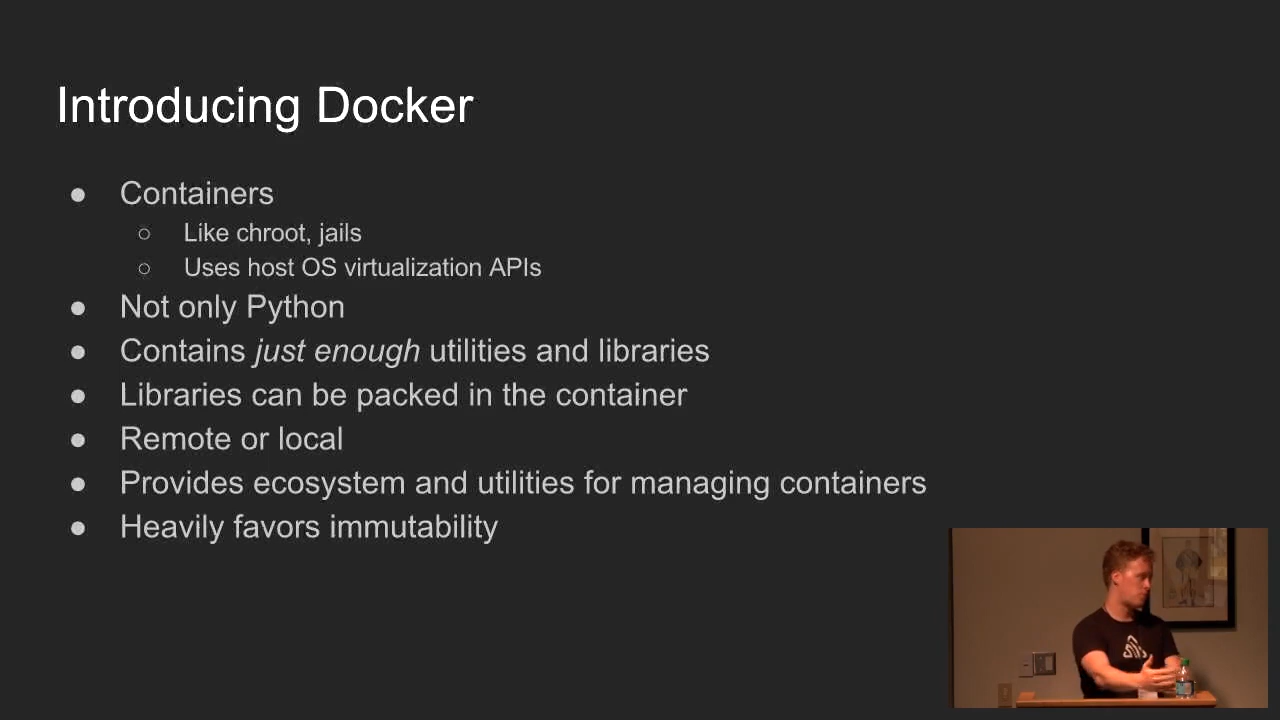 Introducing Docker
● Containers
○ Like chroot, jails
○ Uses host OS virtualization APIs
● Not only Python
● Contains just enough utilities and libraries
● Libraries can be packed in the container
● Remote or local
● Provides ecosystem and utilities for managing containers
● Heavily favors immutability